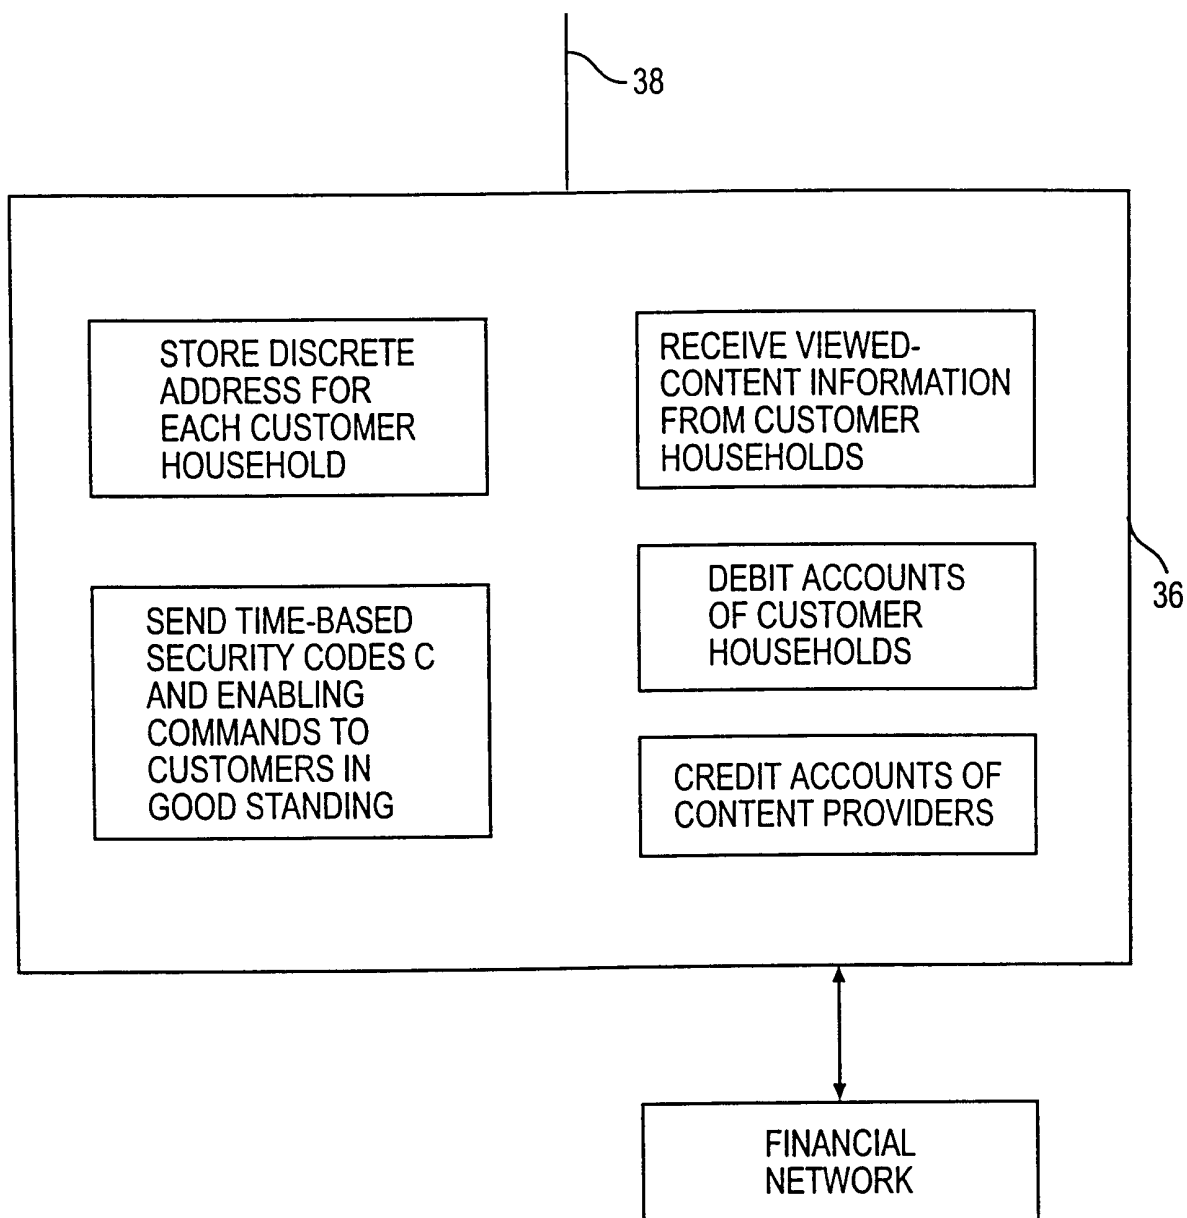 38
STORE DISCRETE
ADDRESS FOR
EACH CUSTOMER
HOUSEHOLD
RECEIVE VIEWED-
CONTENT INFORMATION
FROM CUSTOMER
HOUSEHOLDS
SEND TIME-BASED
SECURITY CODES C
AND ENABLING
COMMANDS TO
CUSTOMERS IN
GOOD STANDING
DEBIT ACCOUNTS
OF CUSTOMER
HOUSEHOLDS
36
CREDIT ACCOUNTS OF
CONTENT PROVIDERS
FINANCIAL
NETWORK